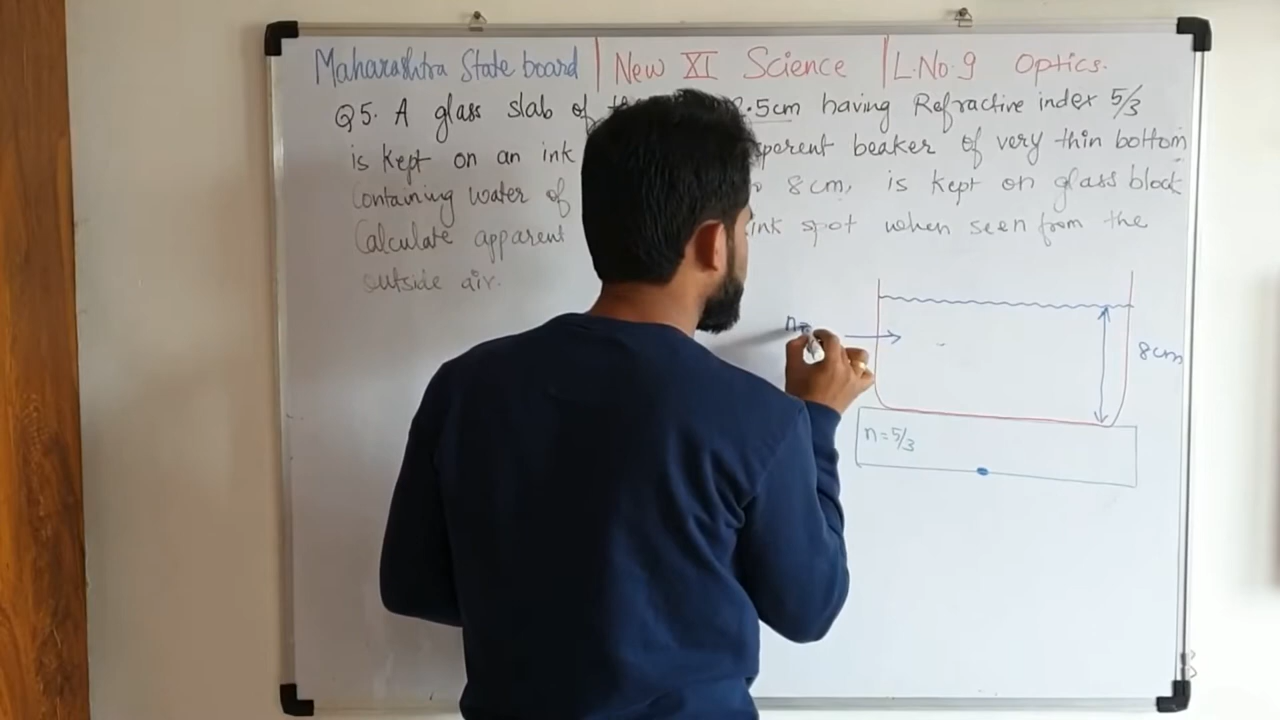 Maharashtra State board | New XI Science | L.No.9 Optics.
Q5. A glass slab of .5cm having Refractive index 5/3
is kept on an ink beaker of very thin bottom
Containing water of 8cm, is kept on glass block
Calculate apparent ink spot when seen from the
outside air.
n=
8cm
n=5/3